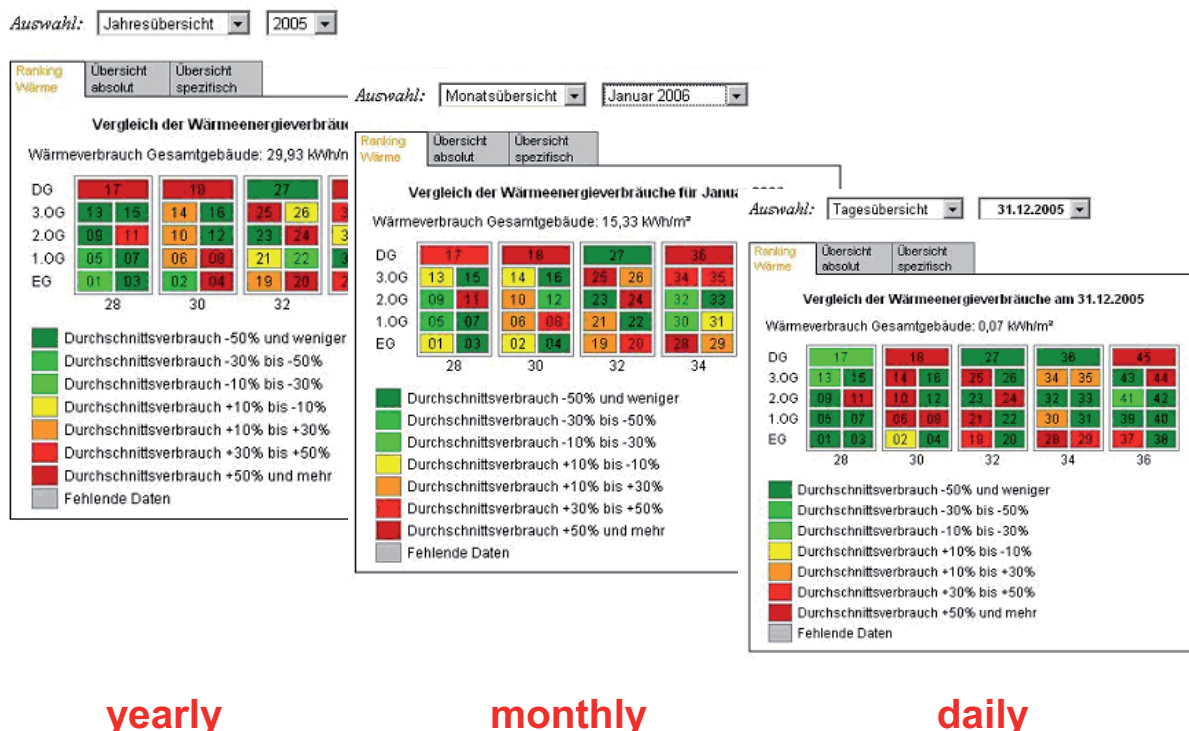 Auswahl: Jahresübersicht 2005
Ranking Wärme
Übersicht absolut
Übersicht spezifisch
Vergleich der Wärmeenergieverbräu
Wärmeverbrauch Gesamtgebäude: 29,93 kWh/m
DG 17 18 27
3.OG 13 15 14 16 25 26 3
2.OG 09 11 10 12 23 24 3
1.OG 05 07 06 08 21 22 3
EG 01 03 02 04 19 20 2
28 30 32
Durchschnittsverbrauch -50% und weniger
Durchschnittsverbrauch -30% bis -50%
Durchschnittsverbrauch -10% bis -30%
Durchschnittsverbrauch +10% bis -10%
Durchschnittsverbrauch +10% bis +30%
Durchschnittsverbrauch +30% bis +50%
Durchschnittsverbrauch +50% und mehr
Fehlende Daten
Auswahl: Monatsübersicht Januar 2006
Ranking Wärme
Übersicht absolut
Übersicht spezifisch
Vergleich der Wärmeenergieverbräuche für Janua
Wärmeverbrauch Gesamtgebäude: 15,33 kWh/m²
DG 17 18 27 36
3.OG 13 15 14 16 25 26 34 35
2.OG 09 11 10 12 23 24 32 33
1.OG 05 07 06 08 21 22 30 31
EG 01 03 02 04 19 20 28 29
28 30 32 34
Durchschnittsverbrauch -50% und weniger
Durchschnittsverbrauch -30% bis -50%
Durchschnittsverbrauch -10% bis -30%
Durchschnittsverbrauch +10% bis -10%
Durchschnittsverbrauch +10% bis +30%
Durchschnittsverbrauch +30% bis +50%
Durchschnittsverbrauch +50% und mehr
Fehlende Daten
Auswahl: Tagesübersicht 31.12.2005
Ranking Wärme
Übersicht absolut
Übersicht spezifisch
Vergleich der Wärmeenergieverbräuche am 31.12.2005
Wärmeverbrauch Gesamtgebäude: 0,07 kWh/m²
DG 17 18 27 36 45
3.OG 13 15 14 16 25 26 34 35 43 44
2.OG 09 11 10 12 23 24 32 33 41 42
1.OG 05 07 06 08 21 22 30 31 39 40
EG 01 03 02 04 19 20 28 29 37 38
28 30 32 34 36
Durchschnittsverbrauch -50% und weniger
Durchschnittsverbrauch -30% bis -50%
Durchschnittsverbrauch -10% bis -30%
Durchschnittsverbrauch +10% bis -10%
Durchschnittsverbrauch +10% bis +30%
Durchschnittsverbrauch +30% bis +50%
Durchschnittsverbrauch +50% und mehr
Fehlende Daten
yearly monthly daily